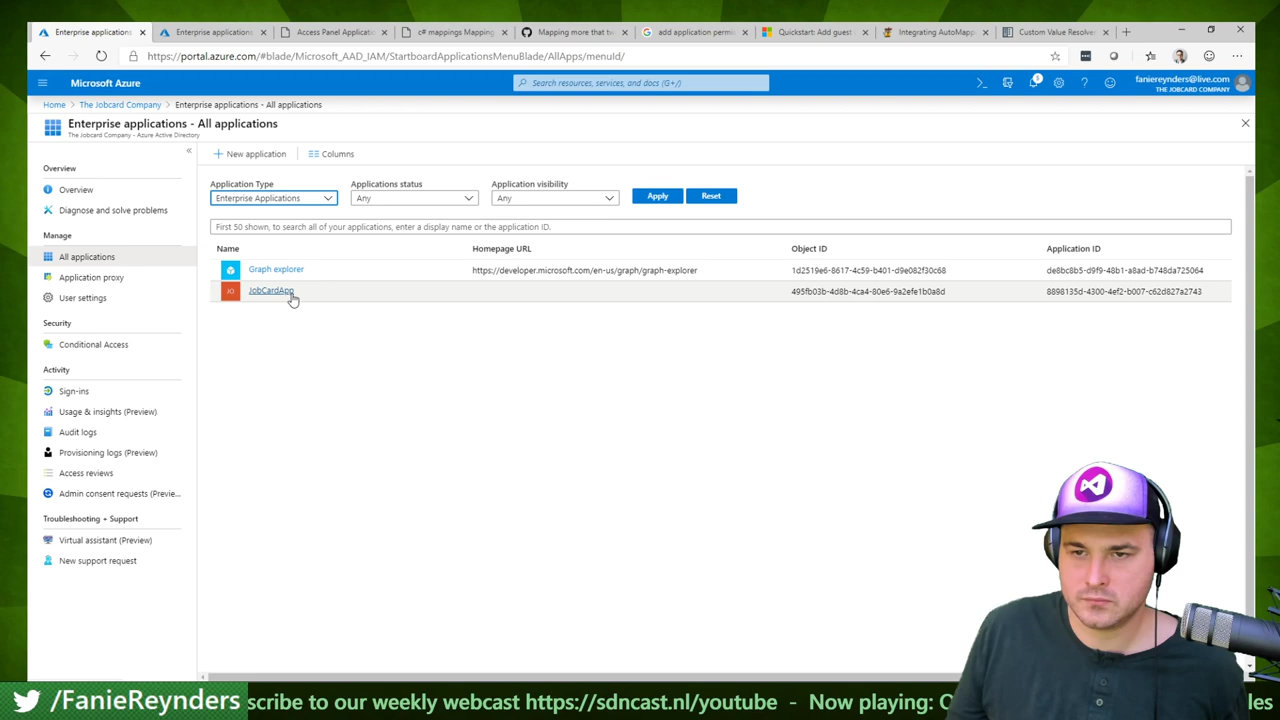 Enterprise applications
Enterprise applications
Access Panel Application
c# mappings Mapping
Mapping more that tw
add application permis
Quickstart: Add guest
Integrating AutoMapp
Custom Value Resolver
https://portal.azure.com/#blade/Microsoft_AAD_IAM/StartboardApplicationsMenuBlade/AllApps/menuId/
Microsoft Azure
Search resources, services, and docs (G+/)
faniereynders@live.com
THE JOBCARD COMPANY
Home > The Jobcard Company > Enterprise applications - All applications
Enterprise applications - All applications
The Jobcard Company - Azure Active Directory
Overview
Overview
Diagnose and solve problems
Manage
All applications
Application proxy
User settings
Security
Conditional Access
Activity
Sign-ins
Usage & insights (Preview)
Audit logs
Provisioning logs (Preview)
Access reviews
Admin consent requests (Previe...
Troubleshooting + Support
Virtual assistant (Preview)
New support request
New application
Columns
Application Type
Applications status
Application visibility
Enterprise Applications
Any
Any
Apply
Reset
First 50 shown, to search all of your applications, enter a display name or the application ID.
Name
Homepage URL
Object ID
Application ID
Graph explorer
https://developer.microsoft.com/en-us/graph/graph-explorer
1d2519e6-8617-4c59-b401-d9e082f30c68
de8bc8b5-d9f9-48b1-a8ad-b748da725064
JO
JobCardApp
495fb03b-4d8b-4ca4-80e6-9a2efe1b0a8d
8898135d-4300-4ef2-b007-c62d827a2743
/FanieReynders
scribe to our weekly webcast https://sdncast.nl/youtube - Now playing: O
les